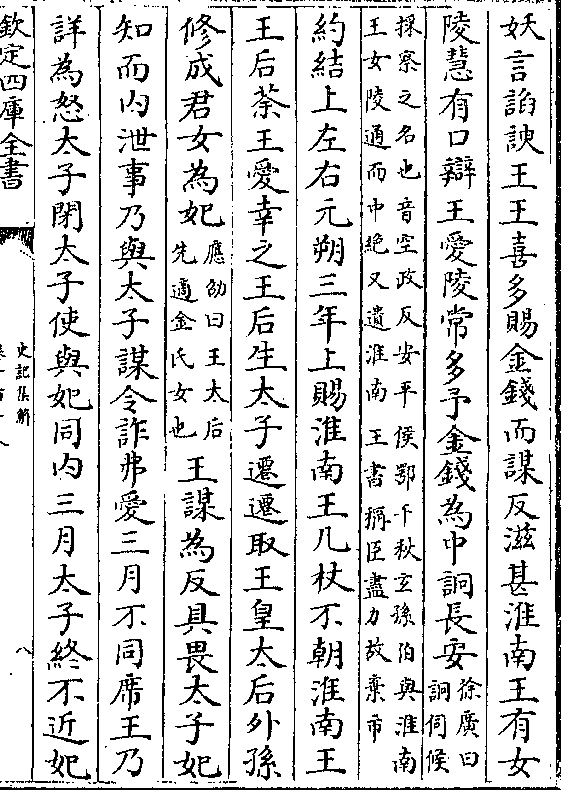 妖言諂諛王王喜多賜金錢而謀反滋甚淮南王有女
陵慧有口辯王愛陵常多予金錢為中詗長安徐廣曰詗伺候
採察之名也音空政反安平侯鄂千秋玄孫伯與淮南
王女陵通而中絶又遺淮南王書稱臣盡力故棄市
約結上左右元朔三年上賜淮南王几杖不朝淮南王
王后荼王愛幸之王后生太子遷遷取王皇太后外孫
修成君女為妃應劭曰王太后先適金氏女也王謀為反具畏太子妃
知而内泄事乃與太子謀令詐弗愛三月不同席王乃
詳為怒太子閉太子使與妃同内三月太子終不近妃
欽定四庫全書
史記集解
八